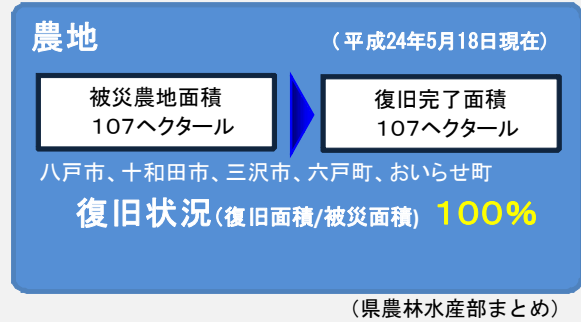 農地 （平成24年5月18日現在）
被災農地面積
107ヘクタール
復旧完了面積
107ヘクタール
八戸市、十和田市、三沢市、六戸町、おいらせ町
復旧状況(復旧面積/被災面積) 100%
（県農林水産部まとめ）